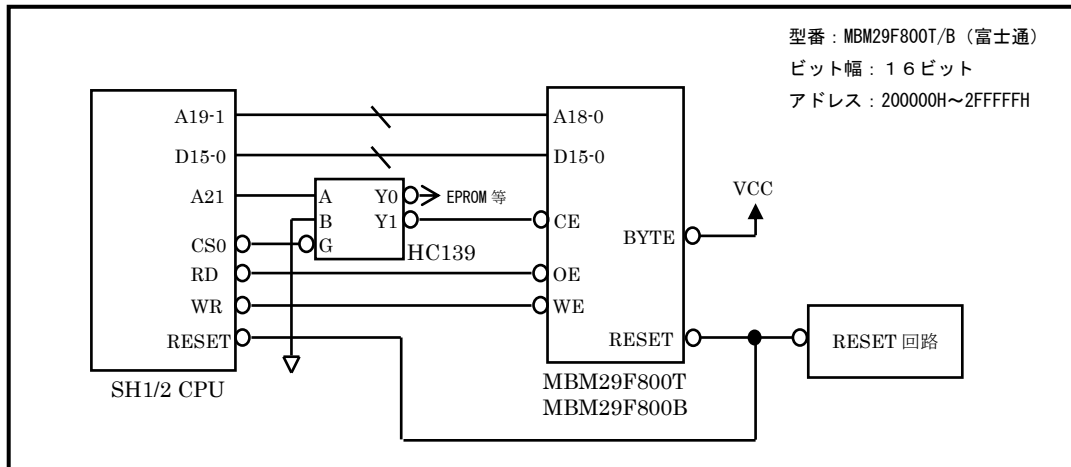 型番：MBM29F800T/B（富士通）
ビット幅：１６ビット
アドレス：200000H～2FFFFFH
A19-1
A18-0
D15-0
D15-0
A21
A
Y0
EPROM 等
VCC
B
Y1
CE
BYTE
CS0
G
HC139
RD
OE
WR
WE
RESET
RESET
RESET 回路
SH1/2 CPU
MBM29F800T
MBM29F800B